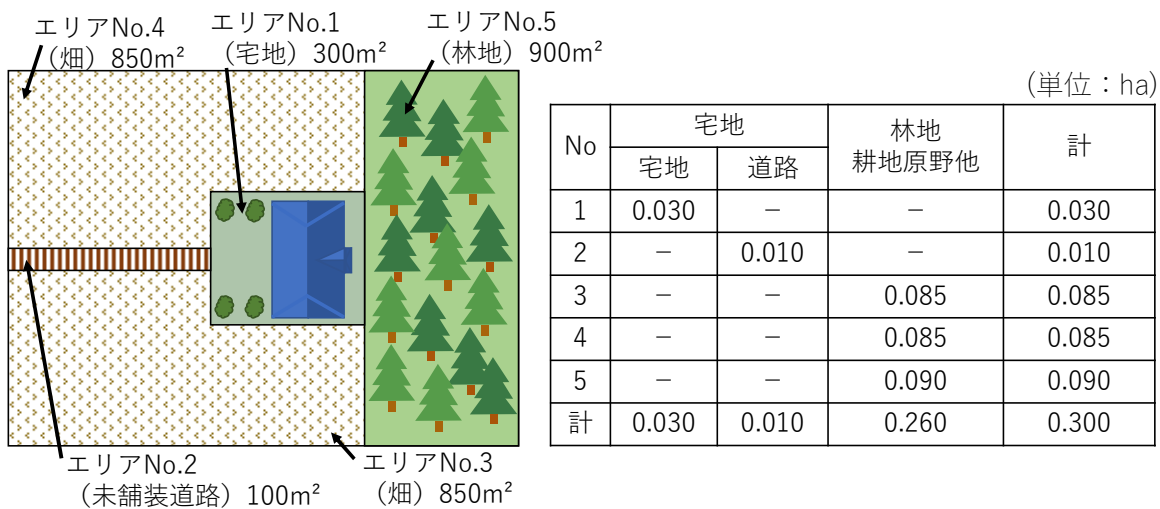 エリアNo.4
（畑）850m²
エリアNo.1
（宅地）300m²
エリアNo.5
（林地）900m²
エリアNo.2
（未舗装道路）100m²
エリアNo.3
（畑）850m²
（単位：ha）
No 宅地 林地 計
宅地 道路 耕地原野他
1 0.030 － － 0.030
2 － 0.010 － 0.010
3 － － 0.085 0.085
4 － － 0.085 0.085
5 － － 0.090 0.090
計 0.030 0.010 0.260 0.300